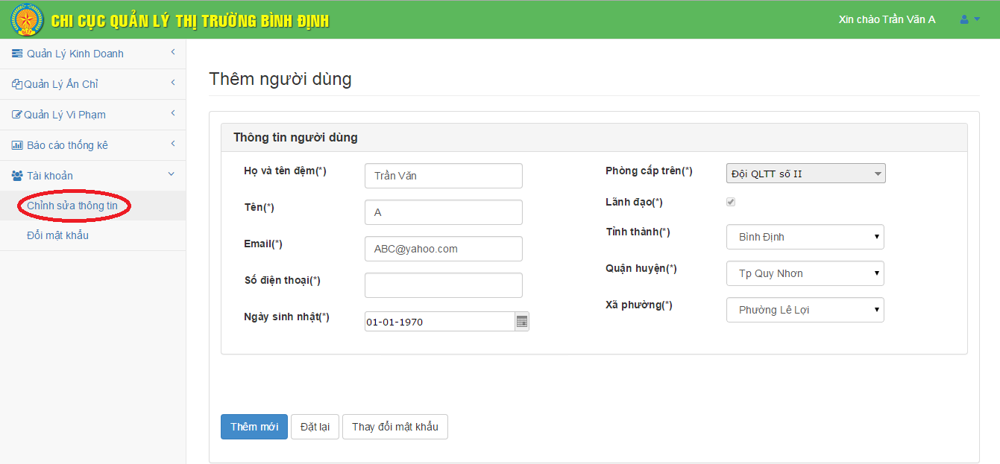 QLTT
CHI CỤC QUẢN LÝ THỊ TRƯỜNG BÌNH ĐỊNH
Xin chào Trần Văn A
Quản Lý Kinh Doanh
Quản Lý Ấn Chỉ
Quản Lý Vi Phạm
Báo cáo thống kê
Tài khoản
Chỉnh sửa thông tin
Đổi mật khẩu
Thêm người dùng
Thông tin người dùng
Họ và tên đệm(*) Trần Văn
Tên(*) A
Email(*) ABC@yahoo.com
Số điện thoại(*)
Ngày sinh nhật(*) 01-01-1970
Phòng cấp trên(*) Đội QLTT số II
Lãnh đạo(*)
Tỉnh thành(*) Bình Định
Quận huyện(*) Tp Quy Nhơn
Xã phường(*) Phường Lê Lợi
Thêm mới Đặt lại Thay đổi mật khẩu